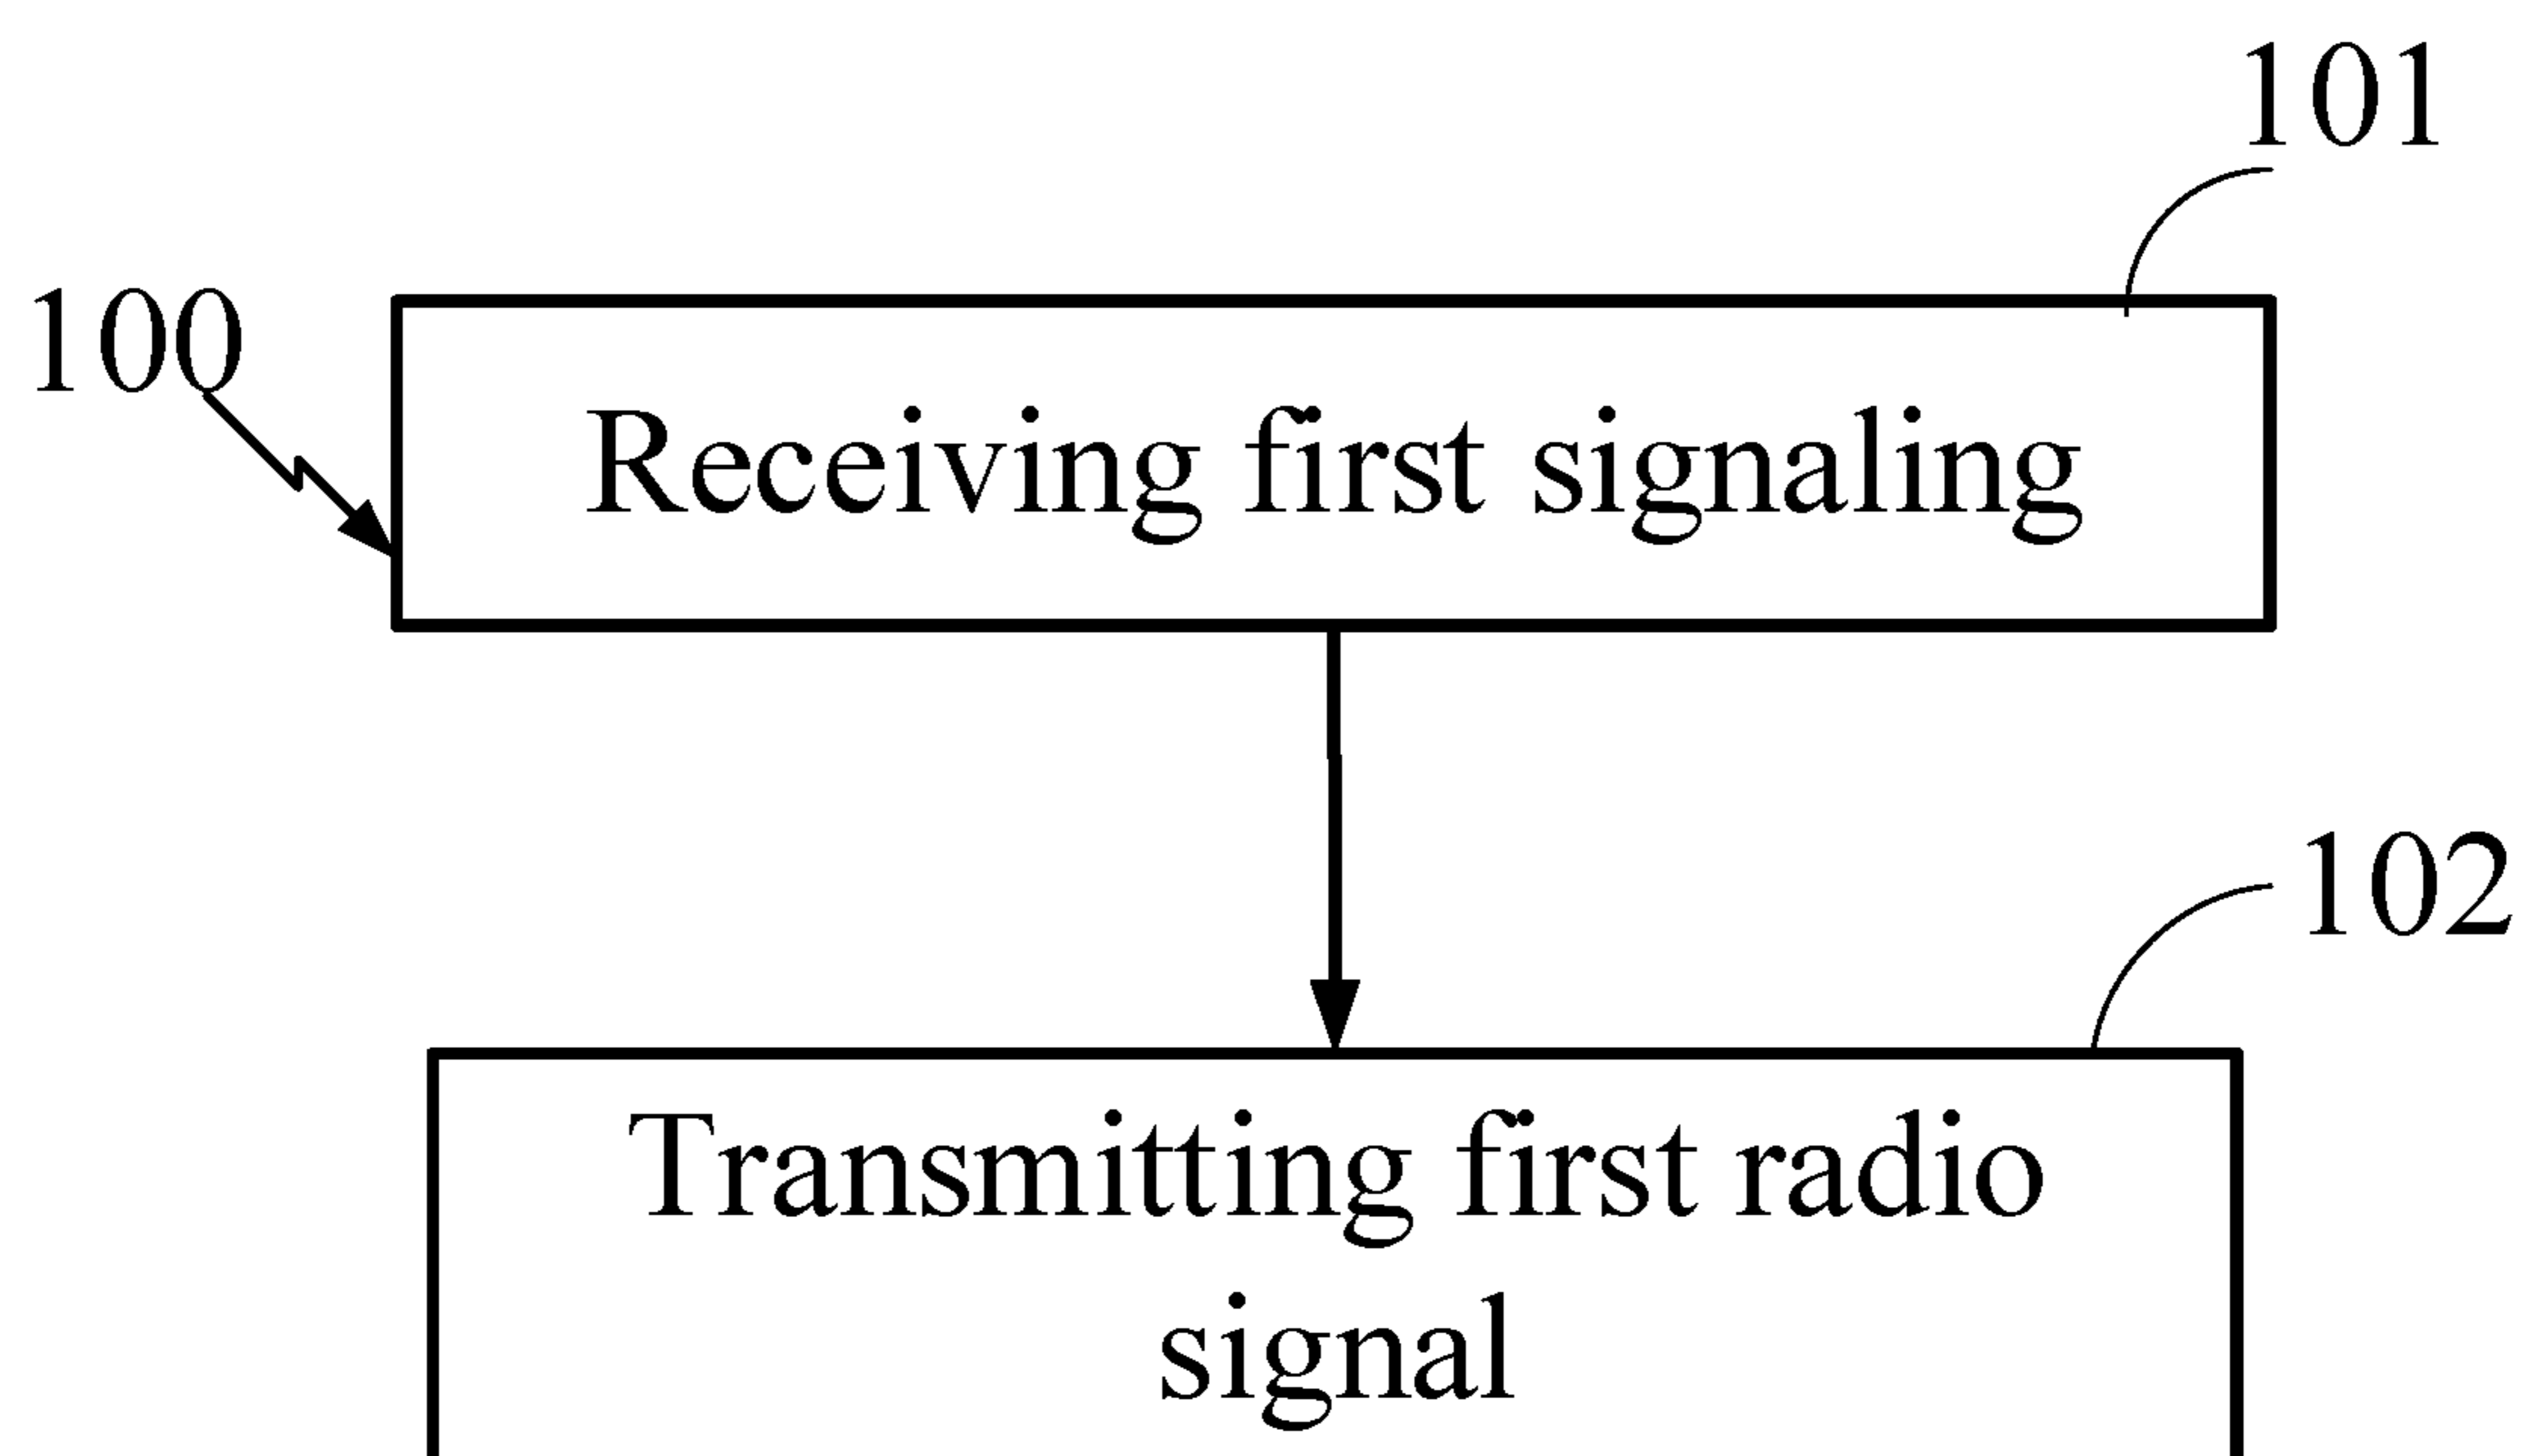 101
100
Receiving first signaling
102
Transmitting first radio
signal